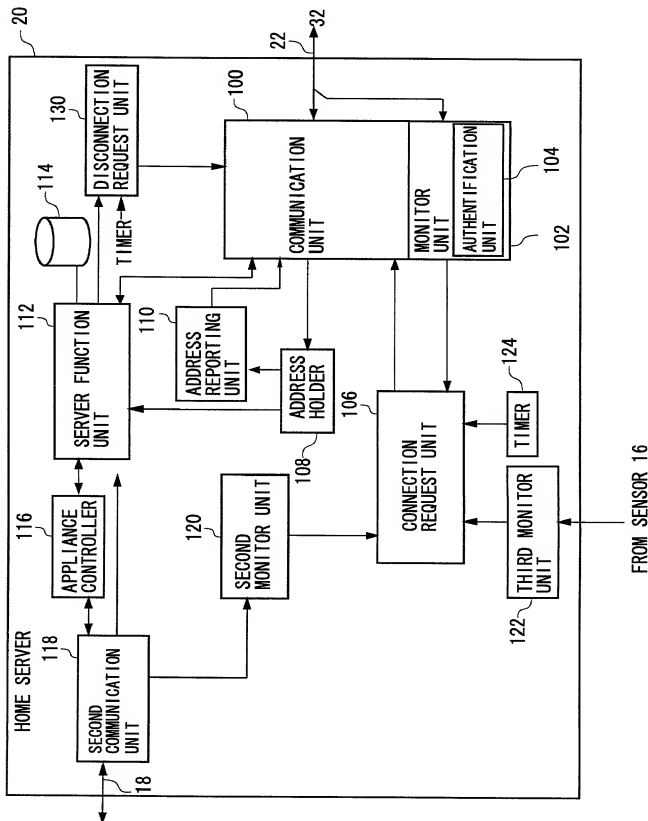 HOME SERVER
20
18
118
SECOND
COMMUNICATION
UNIT
116
APPLIANCE
CONTROLLER
112
SERVER FUNCTION
UNIT
114
130
DISCONNECTION
REQUEST UNIT
TIMER
110
ADDRESS
REPORTING
UNIT
ADDRESS
HOLDER
108
100
COMMUNICATION
UNIT
MONITOR
UNIT
AUTHENTIFICATION
UNIT
104
102
22
32
120
SECOND MONITOR UNIT
106
CONNECTION
REQUEST UNIT
THIRD MONITOR
UNIT
122
124
TIMER
FROM SENSOR 16